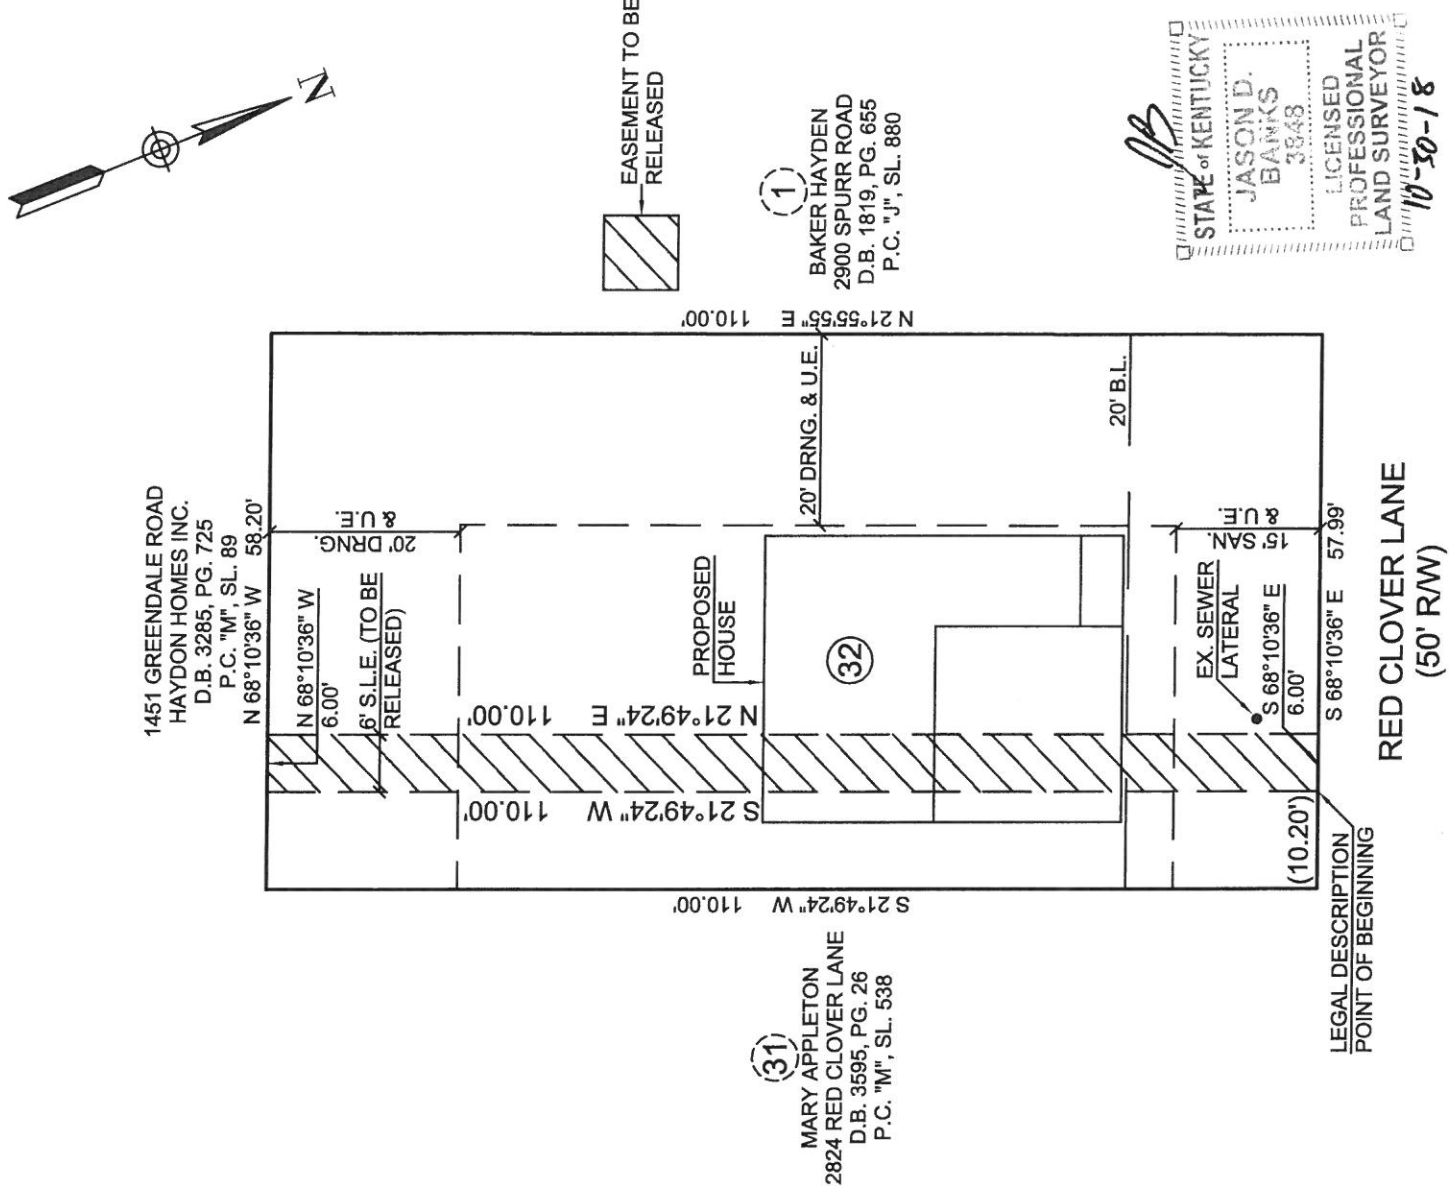 N
EASEMENT TO BE
RELEASED
1
BAKER HAYDEN
2900 SPURR ROAD
D.B. 1819, PG. 655
P.C. "J", SL. 880
STATE of KENTUCKY
JASON D.
BANKS
3848
LICENSED
PROFESSIONAL
LAND SURVEYOR
10-30-18
1451 GREENDALE ROAD
HAYDON HOMES INC.
D.B. 3285, PG. 725
P.C. "M", SL. 89
N 68°10'36" W 58.20'
N 21°55'55" E 110.00'
20' DRNG.
& U.E.
N 68°10'36" W
6.00'
6' S.L.E. (TO BE
RELEASED)
20' DRNG. & U.E.
20' B.L.
PROPOSED
HOUSE
32
N 21°49'24" E 110.00'
S 21°49'24" W 110.00'
15' SAN.
& U.E.
EX. SEWER
LATERAL
S 68°10'36" E
6.00'
S 68°10'36" E 57.99'
(10.20')
RED CLOVER LANE
(50' R/W)
S 21°49'24" W 110.00'
31
MARY APPLETON
2824 RED CLOVER LANE
D.B. 3595, PG. 26
P.C. "M", SL. 538
LEGAL DESCRIPTION
POINT OF BEGINNING